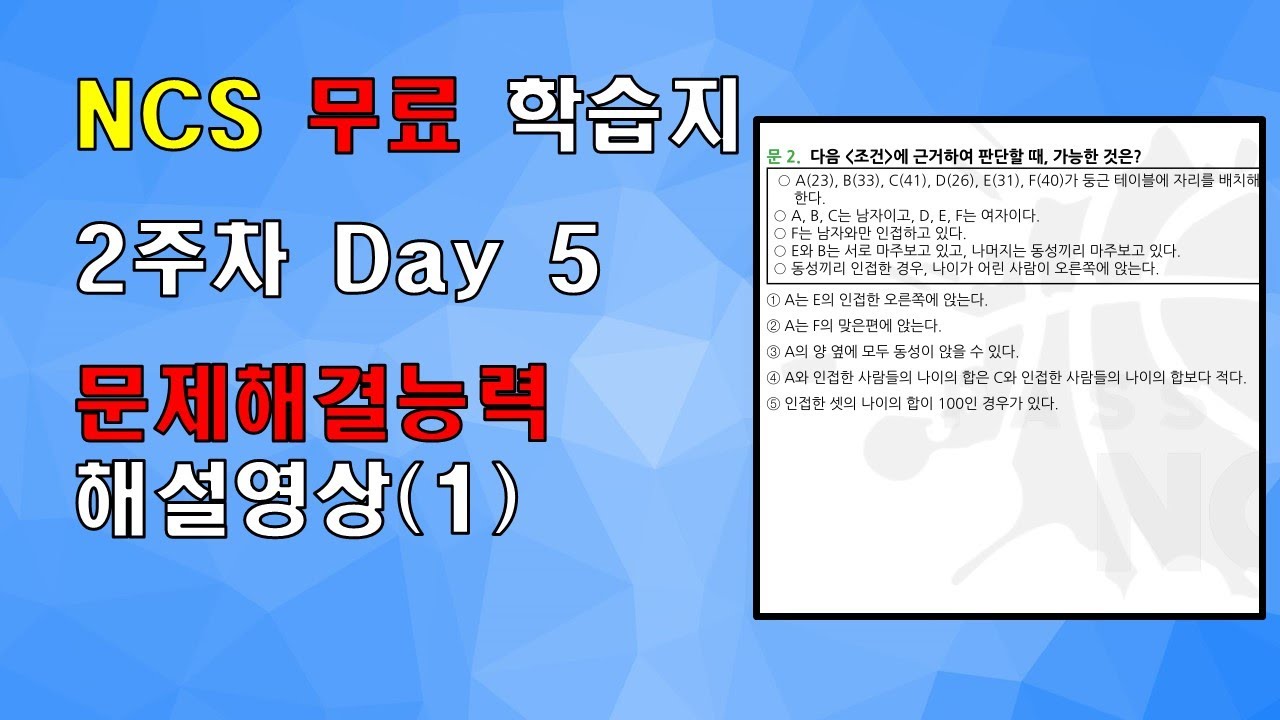 NCS 무료 학습지
2주차 Day 5
문제해결능력
해설영상(1)
문 2. 다음 <조건>에 근거하여 판단할 때, 가능한 것은?
○ A(23), B(33), C(41), D(26), E(31), F(40)가 둥근 테이블에 자리를 배치해
한다.
○ A, B, C는 남자이고, D, E, F는 여자이다.
○ F는 남자와만 인접하고 있다.
○ E와 B는 서로 마주보고 있고, 나머지는 동성끼리 마주보고 있다.
○ 동성끼리 인접한 경우, 나이가 어린 사람이 오른쪽에 앉는다.
① A는 E의 인접한 오른쪽에 앉는다.
② A는 F의 맞은편에 앉는다.
③ A의 양 옆에 모두 동성이 앉을 수 있다.
④ A와 인접한 사람들의 나이의 합은 C와 인접한 사람들의 나이의 합보다 적다.
⑤ 인접한 셋의 나이의 합이 100인 경우가 있다.